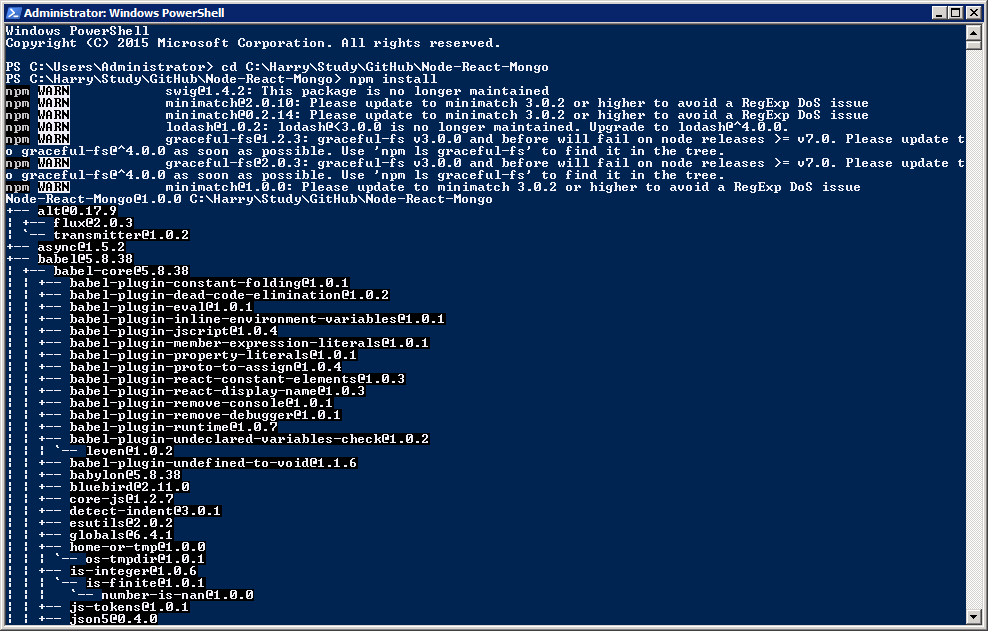 Administrator: Windows PowerShell
Windows PowerShell
Copyright (C) 2015 Microsoft Corporation. All rights reserved.
PS C:\Users\Administrator> cd C:\Harry\Study\GitHub\Node-React-Mongo
PS C:\Harry\Study\GitHub\Node-React-Mongo> npm install
npm WARN swig@1.4.2: This package is no longer maintained
npm WARN minimatch@2.0.10: Please update to minimatch 3.0.2 or higher to avoid a RegExp DoS issue
npm WARN minimatch@0.2.14: Please update to minimatch 3.0.2 or higher to avoid a RegExp DoS issue
npm WARN lodash@1.0.2: lodash@<3.0.0 is no longer maintained. Upgrade to lodash@^4.0.0.
npm WARN graceful-fs@1.2.3: graceful-fs v3.0.0 and before will fail on node releases >= v7.0. Please update t
o graceful-fs@^4.0.0 as soon as possible. Use 'npm ls graceful-fs' to find it in the tree.
npm WARN graceful-fs@2.0.3: graceful-fs v3.0.0 and before will fail on node releases >= v7.0. Please update t
o graceful-fs@^4.0.0 as soon as possible. Use 'npm ls graceful-fs' to find it in the tree.
npm WARN minimatch@1.0.0: Please update to minimatch 3.0.2 or higher to avoid a RegExp DoS issue
Node-React-Mongo@1.0.0 C:\Harry\Study\GitHub\Node-React-Mongo
+-- alt@0.17.9
| +-- flux@2.0.3
| `-- transmitter@1.0.2
+-- async@1.5.2
+-- babel@5.8.38
| +-- babel-core@5.8.38
| | +-- babel-plugin-constant-folding@1.0.1
| | +-- babel-plugin-dead-code-elimination@1.0.2
| | +-- babel-plugin-eval@1.0.1
| | +-- babel-plugin-inline-environment-variables@1.0.1
| | +-- babel-plugin-jscript@1.0.4
| | +-- babel-plugin-member-expression-literals@1.0.1
| | +-- babel-plugin-property-literals@1.0.1
| | +-- babel-plugin-proto-to-assign@1.0.4
| | +-- babel-plugin-react-constant-elements@1.0.3
| | +-- babel-plugin-react-display-name@1.0.3
| | +-- babel-plugin-remove-console@1.0.1
| | +-- babel-plugin-remove-debugger@1.0.1
| | +-- babel-plugin-runtime@1.0.7
| | +-- babel-plugin-undeclared-variables-check@1.0.2
| | | `-- leven@1.0.2
| | +-- babel-plugin-undefined-to-void@1.1.6
| | +-- babylon@5.8.38
| | +-- bluebird@2.11.0
| | +-- core-js@1.2.7
| | +-- detect-indent@3.0.1
| | +-- esutils@2.0.2
| | +-- globals@6.4.1
| | +-- home-or-tmp@1.0.0
| | | `-- os-tmpdir@1.0.1
| | +-- is-integer@1.0.6
| | | `-- is-finite@1.0.1
| | |   `-- number-is-nan@1.0.0
| | +-- js-tokens@1.0.1
| | +-- json5@0.4.0